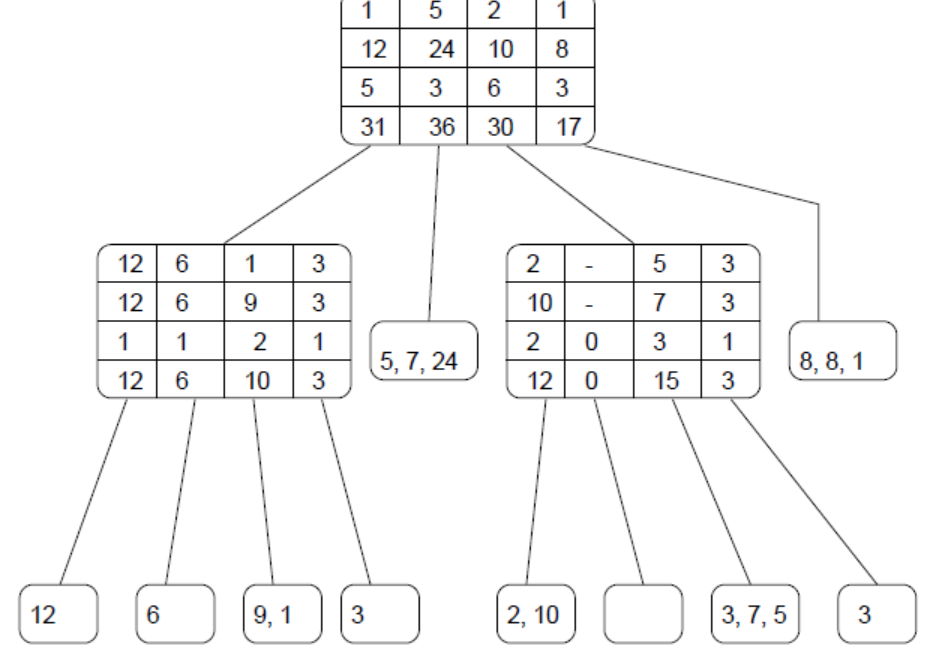 1 5 2 1
12 24 10 8
5 3 6 3
31 36 30 17
12 6 1 3
12 6 9 3
1 1 2 1
12 6 10 3
5, 7, 24
2 - 5 3
10 - 7 3
2 0 3 1
12 0 15 3
8, 8, 1
12
6
9, 1
3
2, 10
3, 7, 5
3